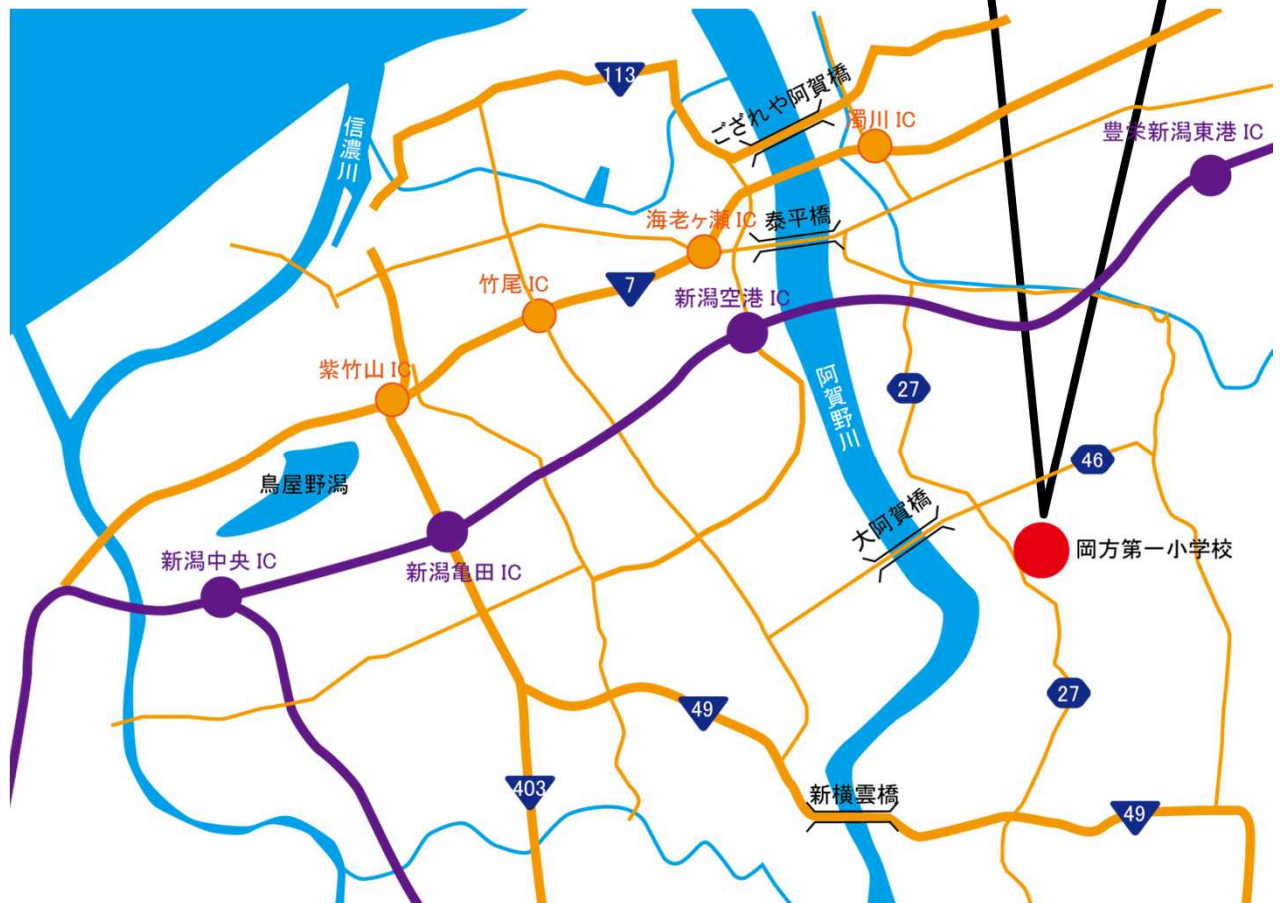 113
ござれや阿賀橋
濁川 IC
豊栄新潟東港 IC
信濃川
海老ヶ瀬 IC
泰平橋
竹尾 IC
7
新潟空港 IC
紫竹山 IC
阿賀野川
27
46
鳥屋野潟
大阿賀橋
岡方第一小学校
新潟中央 IC
新潟亀田 IC
27
49
403
新横雲橋
49